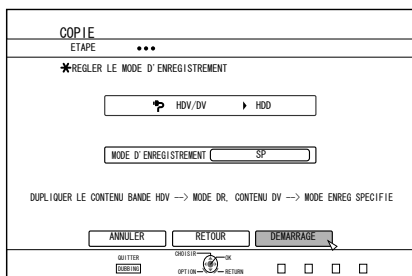 COPIE
ETAPE
REGLER LE MODE D'ENREGISTREMENT
HDV/DV HDD
MODE D'ENREGISTREMENT SP
DUPLIQUER LE CONTENU BANDE HDV --> MODE DR, CONTENU DV --> MODE ENREG SPECIFIE
ANNULER RETOUR DEMARRAGE
QUITTER CHOISIR OK
DUBBING OPTION RETURN